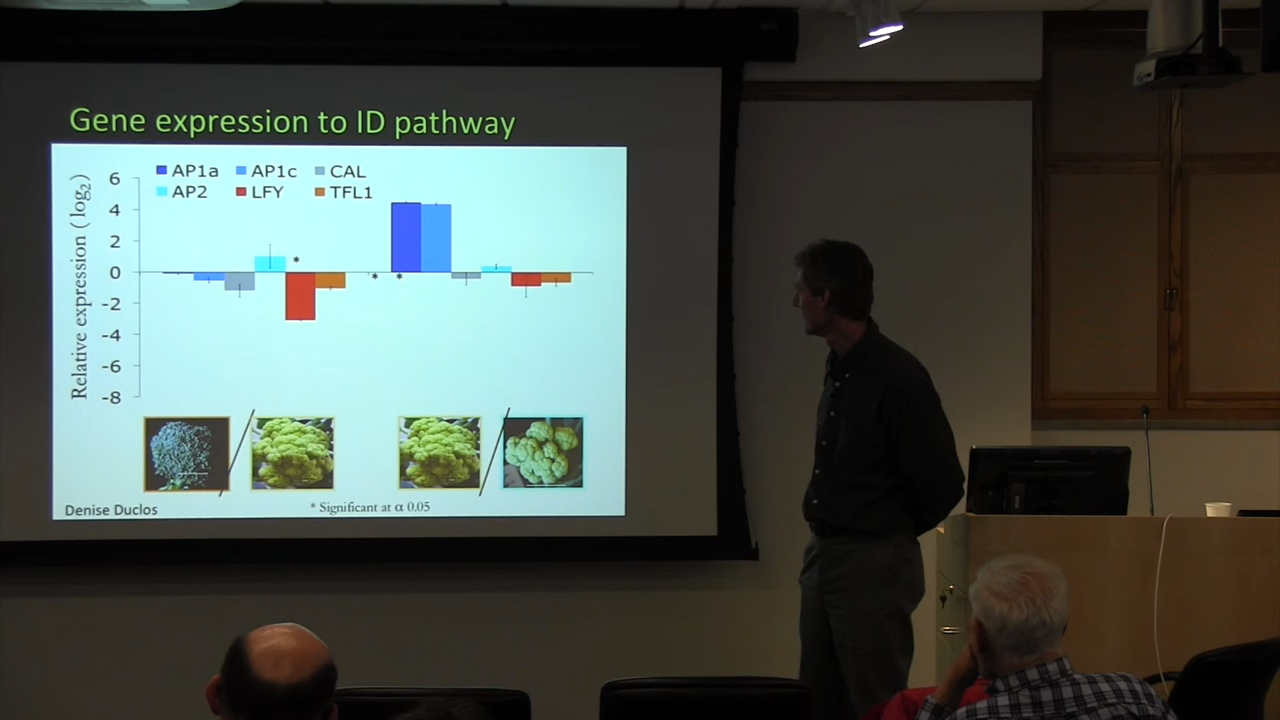 Gene expression to ID pathway
AP1a AP1c CAL
AP2 LFY TFL1
Relative expression (log2)
6
4
2
0
-2
-4
-6
-8
*
* *
Denise Duclos
* Significant at α 0.05